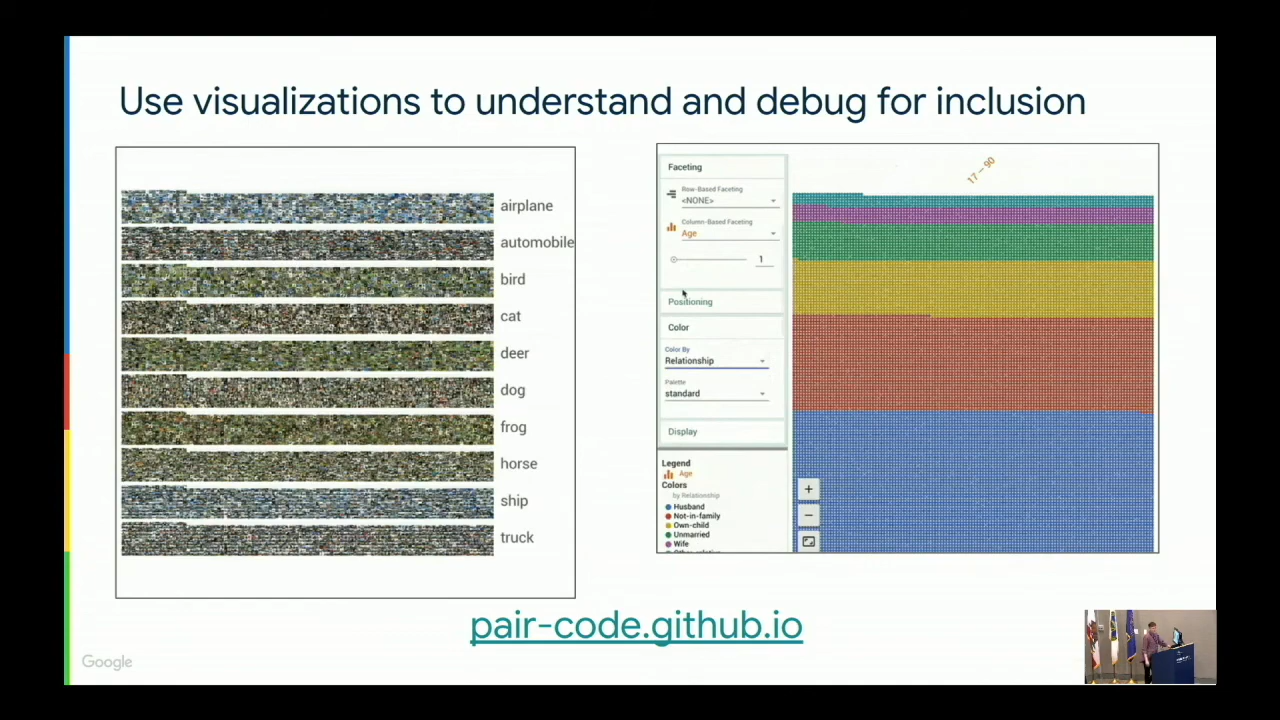 Use visualizations to understand and debug for inclusion
airplane
automobile
bird
cat
deer
dog
frog
horse
ship
truck
Faceting
Row-Based Faceting
<NONE>
Column-Based Faceting
Age
1
Positioning
Color
Color By
Relationship
Palette
standard
Display
Legend
Age
Colors
by Relationship
Husband
Not-in-family
Own-child
Unmarried
Wife
17 – 90
+
−
pair-code.github.io
Google